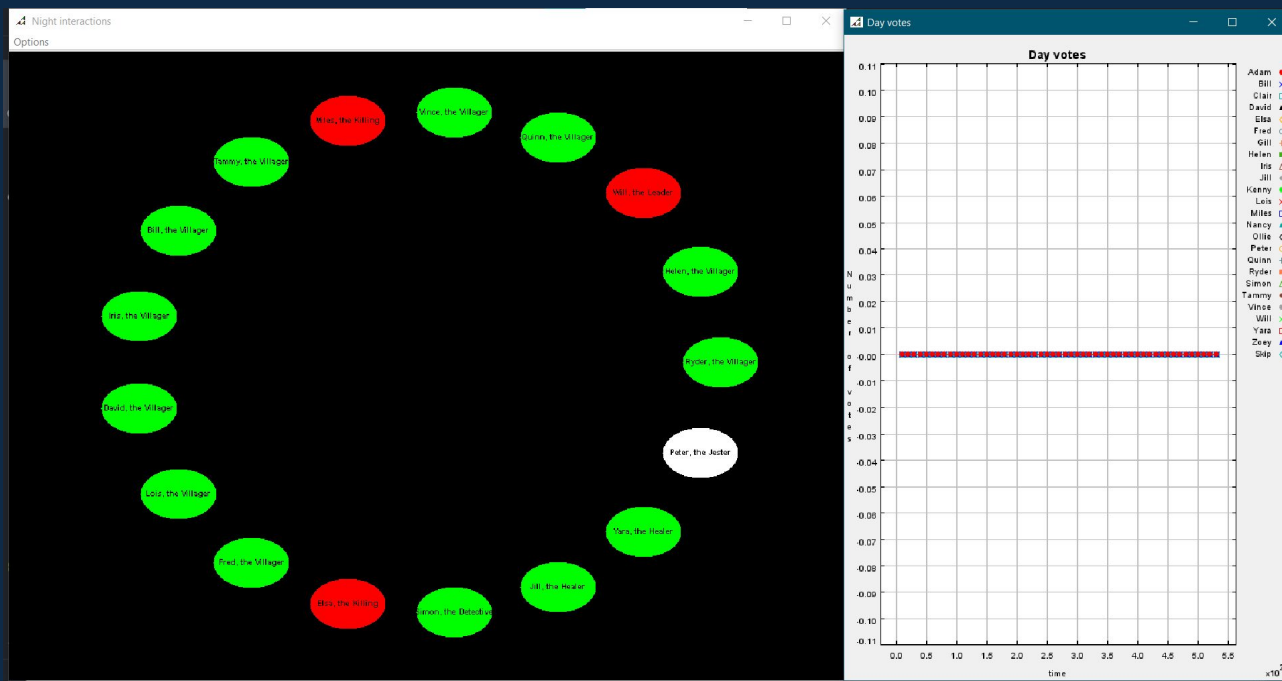 Night interactions
Options
Miles, the Killing
Vince, the Villager
Quinn, the Villager
Tammy, the Villager
Will, the Leader
Bill, the Villager
Helen, the Villager
Iris, the Villager
Ryder, the Villager
David, the Villager
Peter, the Jester
Lois, the Villager
Yara, the Healer
Fred, the Villager
Jill, the Healer
Elsa, the Killing
Simon, the Detective
Day votes
Day votes
Number of votes
0.11
0.10
0.09
0.08
0.07
0.06
0.05
0.04
0.03
0.02
0.01
-0.00
-0.01
-0.02
-0.03
-0.04
-0.05
-0.06
-0.07
-0.08
-0.09
-0.10
-0.11
0.0 0.5 1.0 1.5 2.0 2.5 3.0 3.5 4.0 4.5 5.0 5.5
time
Adam
Bill
Clair
David
Elsa
Fred
Gill
Helen
Iris
Jill
Kenny
Lois
Miles
Nancy
Ollie
Peter
Quinn
Ryder
Simon
Tammy
Vince
Will
Yara
Zoey
Skip